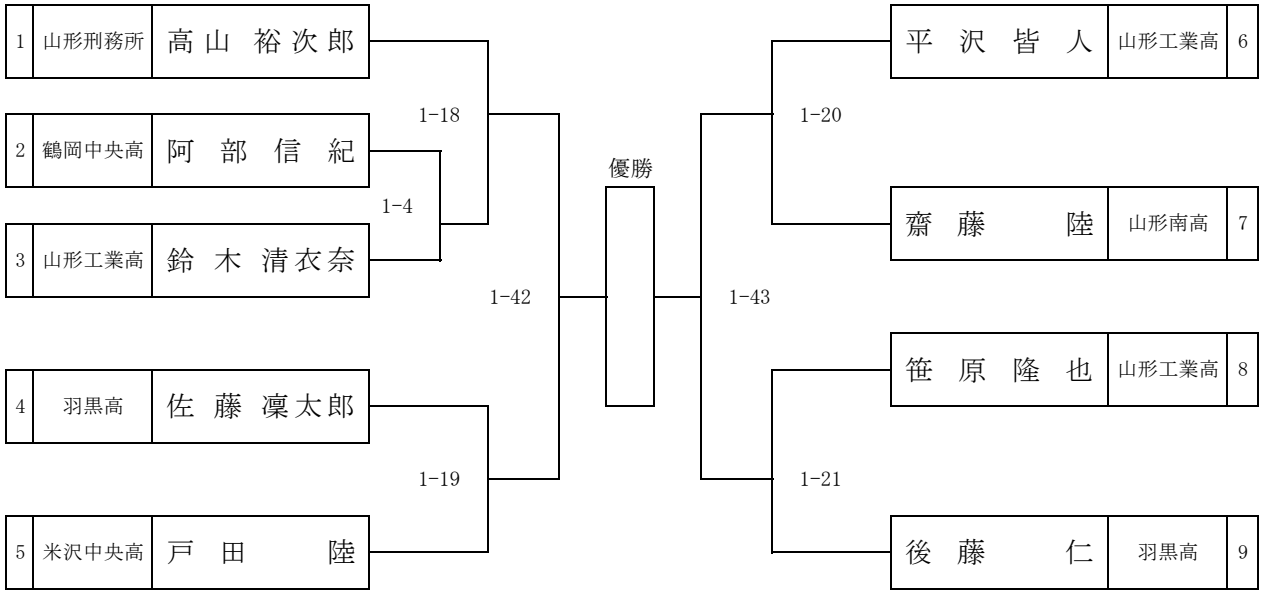 1 山形刑務所 高山 裕次郎
1-18
2 鶴岡中央高 阿部信紀
1-4
3 山形工業高 鈴木 清衣奈
1-42
4 羽黒高 佐藤 凜太郎
1-19
5 米沢中央高 戸田 陸
優勝
平沢皆人 山形工業高 6
1-20
齋藤 陸 山形南高 7
1-43
笹原隆也 山形工業高 8
1-21
後藤 仁 羽黒高 9